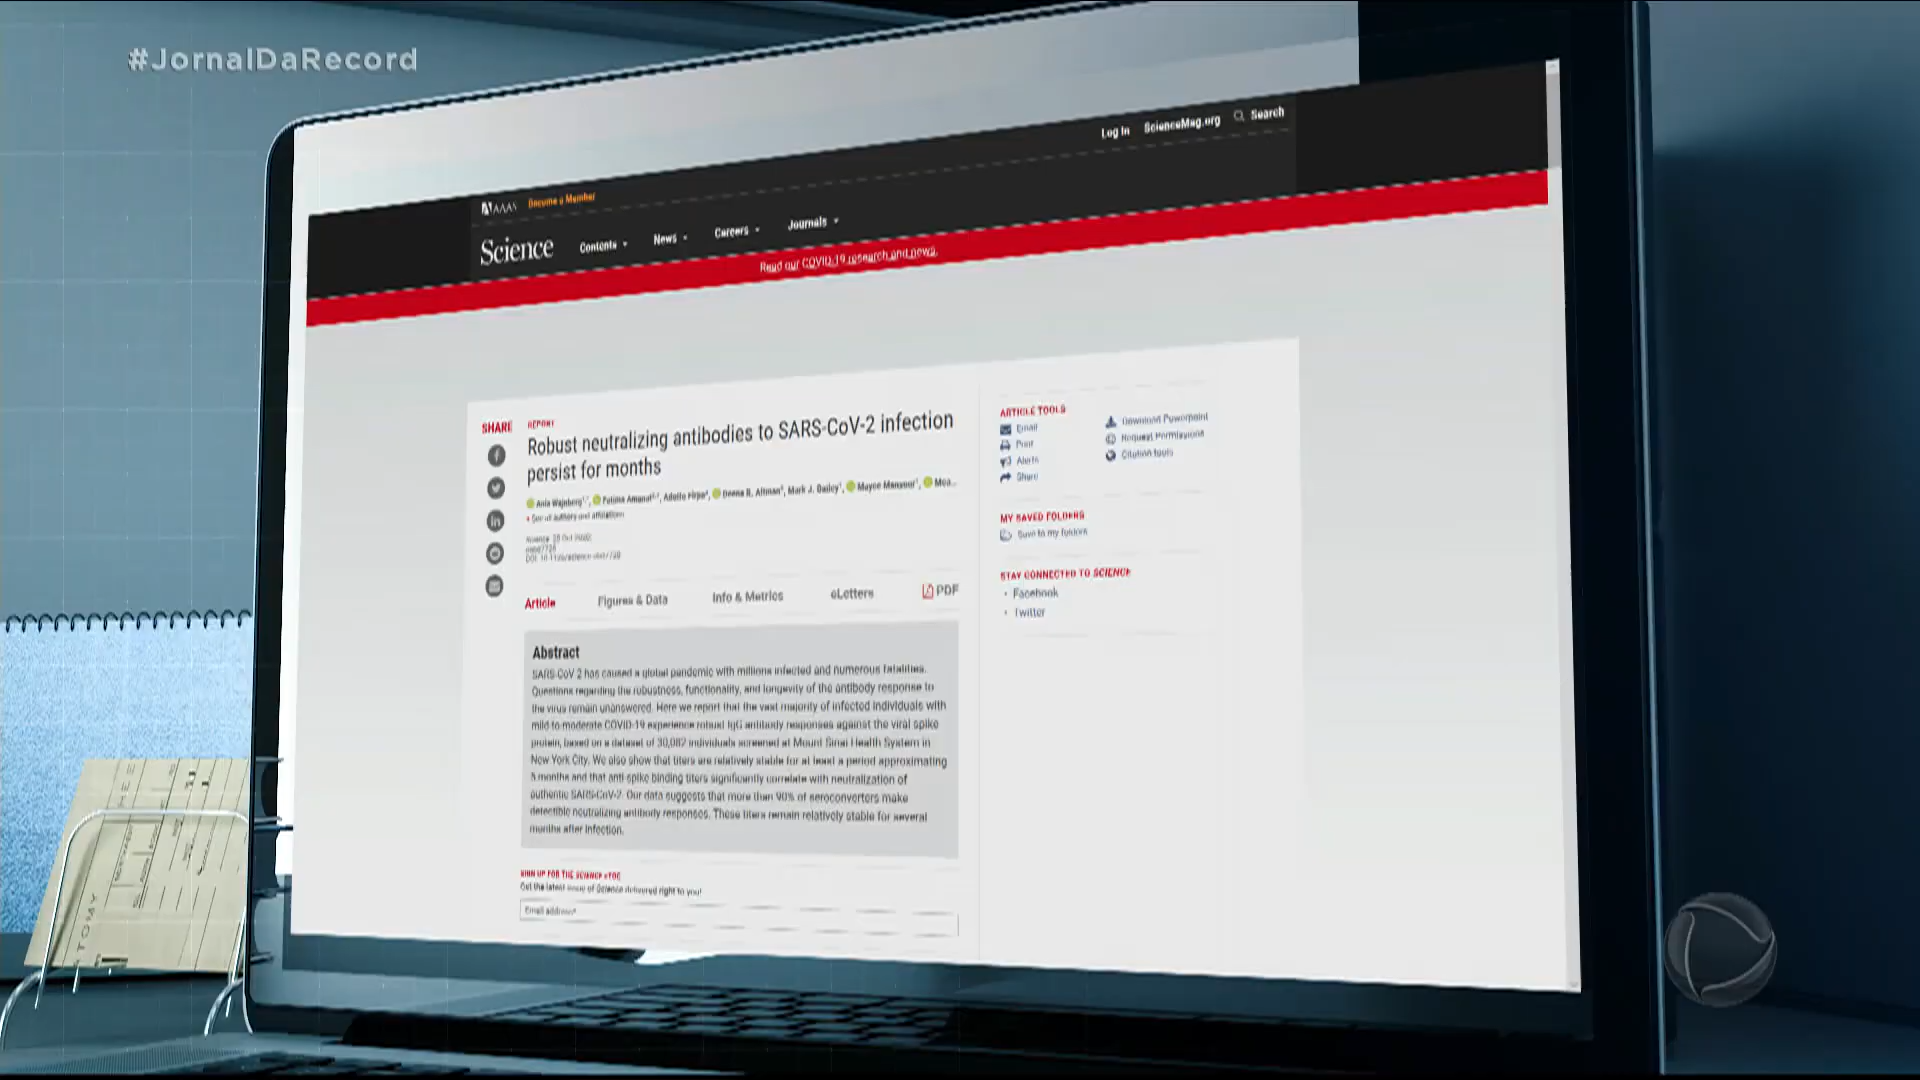 #JornalDaRecord
Log In ScienceMag.org Search
AAAS Become a Member
Science Contents News Careers Journals
Read our COVID-19 research and news.
SHARE
REPORT
Robust neutralizing antibodies to SARS-CoV-2 infection
persist for months
Ania Wajnberg, Fatima Amanat, Adolfo Firpo, Deena R. Altman, Mark J. Bailey, Mayce Mansour,
+ See all authors and affiliations
Science 28 Oct 2020:
Article Figures & Data Info & Metrics eLetters PDF
Abstract
SARS-CoV-2 has caused a global pandemic with millions infected and numerous fatalities.
Questions regarding the robustness, functionality, and longevity of the antibody response to
the virus remain unanswered. Here we report that the vast majority of infected individuals with
mild-to-moderate COVID-19 experience robust IgG antibody responses against the viral spike
protein, based on a dataset of 30,082 individuals screened at Mount Sinai Health System in
New York City. We also show that titers are relatively stable for at least a period approximating
5 months and that anti-spike binding titers significantly correlate with neutralization of
authentic SARS-CoV-2. Our data suggests that more than 90% of seroconverters make
detectible neutralizing antibody responses. These titers remain relatively stable for several
months after infection.
SIGN UP FOR THE SCIENCE eTOC
Get the latest issue of Science delivered right to you!
Email address*
ARTICLE TOOLS
Email Download Powerpoint
Print Request Permissions
Alerts Citation tools
Share
MY SAVED FOLDERS
Save to my folders
STAY CONNECTED TO SCIENCE
Facebook
Twitter